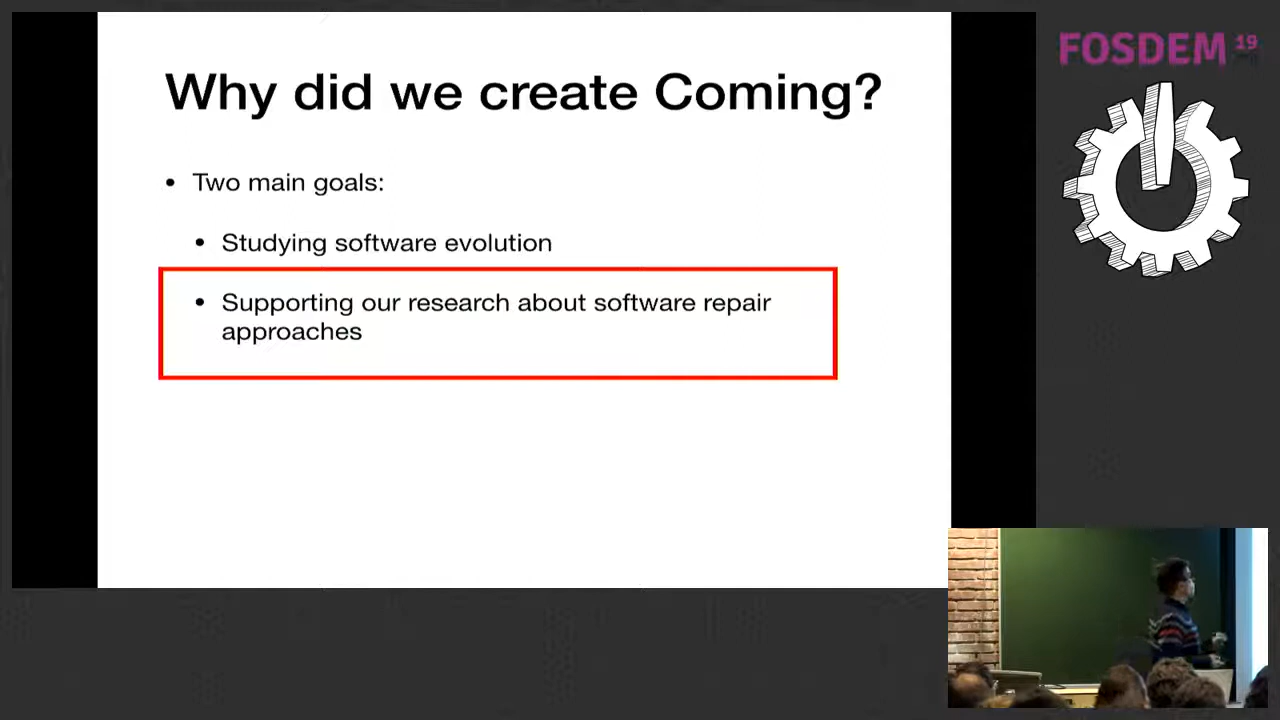 Why did we create Coming?
• Two main goals:
• Studying software evolution
• Supporting our research about software repair
approaches
FOSDEM 19